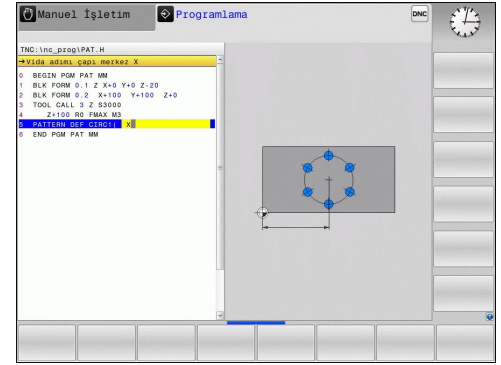 Manuel İşletim
Programlama
DNC
TNC:\nc_prog\PAT.H
→Vida adımı çapı merkez X
0 BEGIN PGM PAT MM
1 BLK FORM 0.1 Z X+0 Y+0 Z-20
2 BLK FORM 0.2 X+100 Y+100 Z+0
3 TOOL CALL 3 Z S3000
4 Z+100 R0 FMAX M3
5 PATTERN DEF CIRC1( X
6 END PGM PAT MM